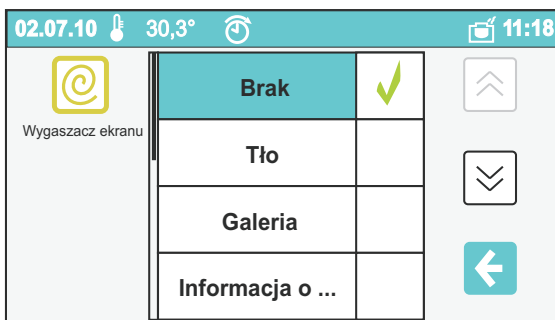 02.07.10 30,3° 11:18
Wygaszacz ekranu
Brak
Tło
Galeria
Informacja o ...